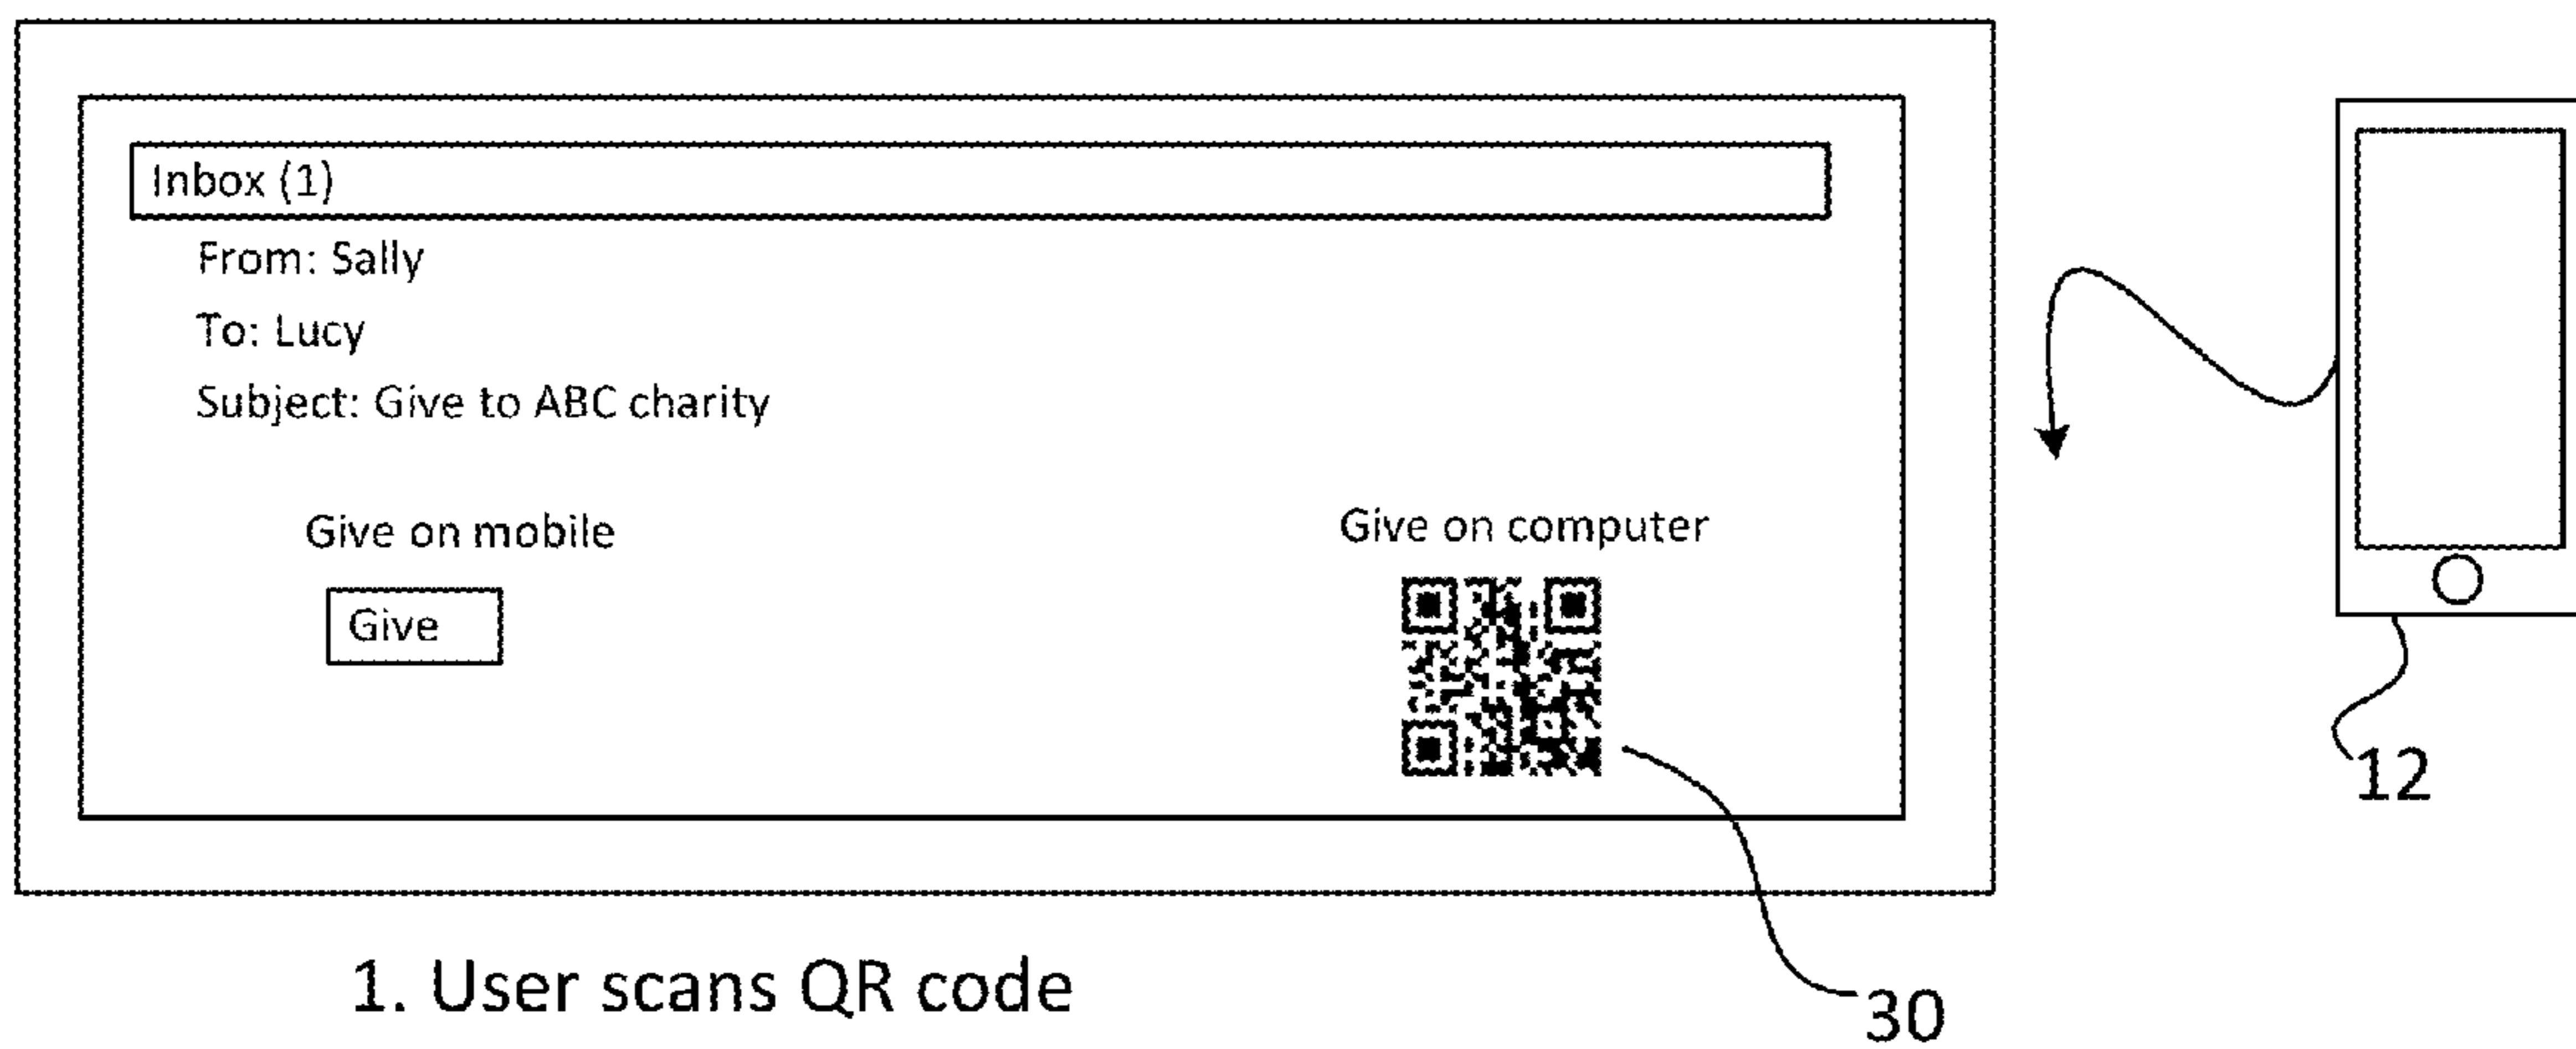 Inbox (1)
From: Sally
To: Lucy
Subject: Give to ABC charity
Give on mobile
Give on computer
Give
12
1. User scans QR code
30